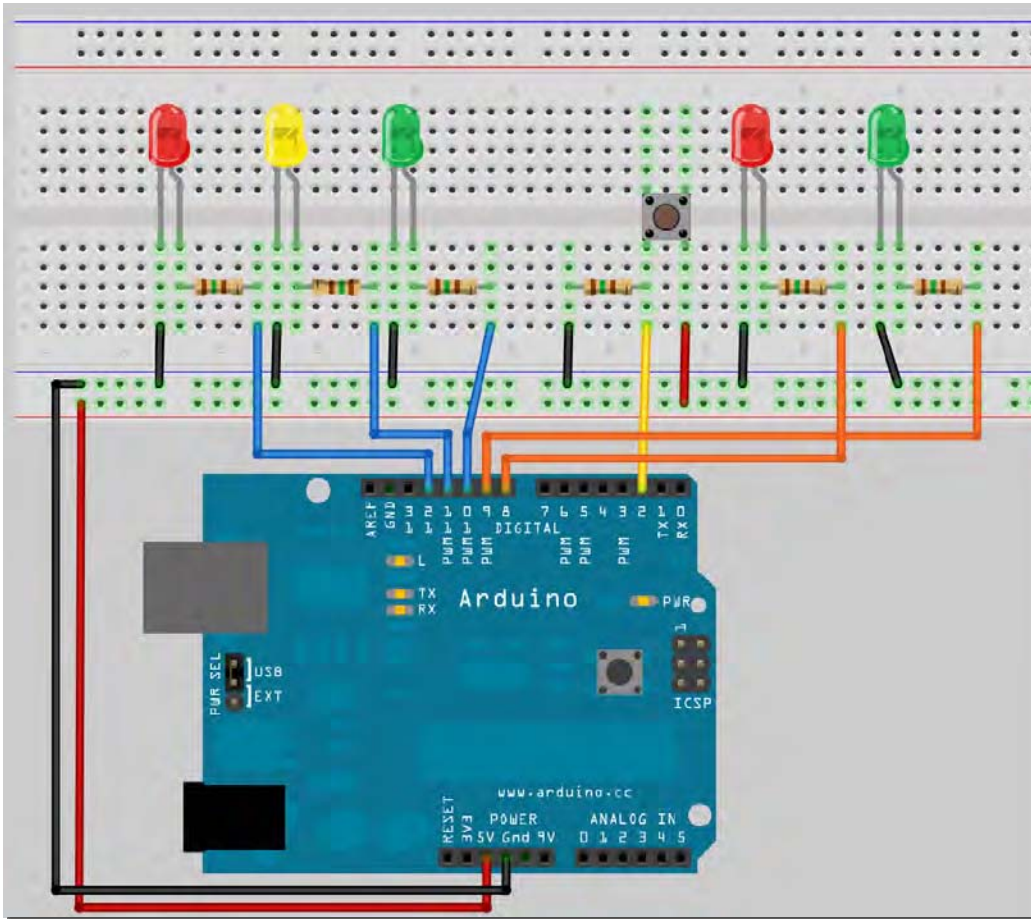 AREF
GND
13
12
PWM 11
PWM 10
PWM 9
8
7
PWM 6
PWM 5
4
PWM 3
2
TX 1
RX 0
DIGITAL
L
TX
RX
Arduino
PWR
1
ICSP
PWR SEL
USB
EXT
www.arduino.cc
POWER
ANALOG IN
RESET
3V3
5V Gnd 9V
0 1 2 3 4 5